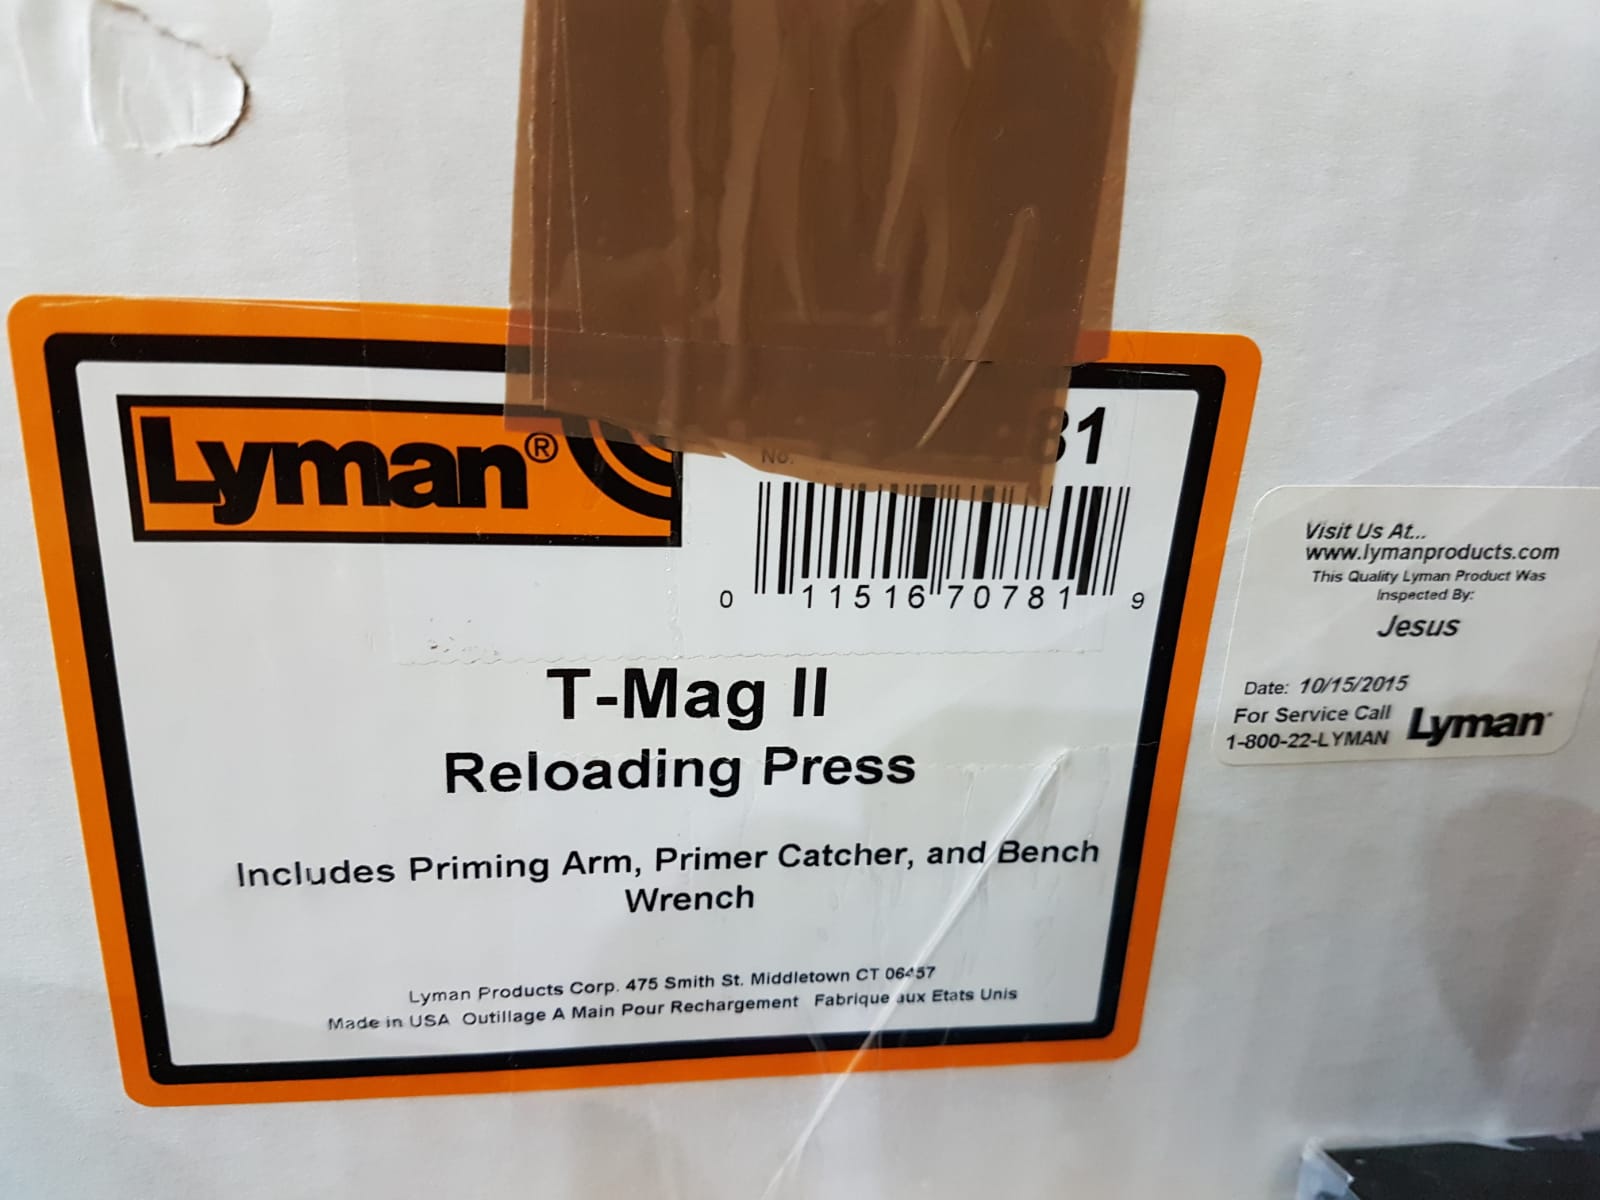 Lyman®
No. 81
0 11516 70781 9
T-Mag II
Reloading Press
Includes Priming Arm, Primer Catcher, and Bench
Wrench
Lyman Products Corp. 475 Smith St. Middletown CT 06457
Made in USA Outillage A Main Pour Rechargement Fabrique aux Etats Unis
Visit Us At...
www.lymanproducts.com
This Quality Lyman Product Was
Inspected By:
Jesus
Date: 10/15/2015
For Service Call
1-800-22-LYMAN
Lyman®